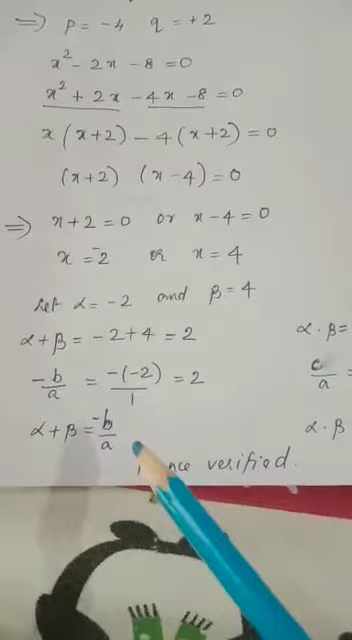 ⇒ p = -4 q = +2
x² - 2x - 8 = 0
x² + 2x - 4x - 8 = 0
x (x+2) - 4(x+2) = 0
(x+2) (x-4) = 0
⇒ x+2 = 0 or x-4 = 0
x = -2 or x = 4
Let α = -2 and β = 4
α+β = -2+4 = 2
-b/a = -(-2)/1 = 2
α+β = -b/a
α·β =
c/a =
α·β
verified.